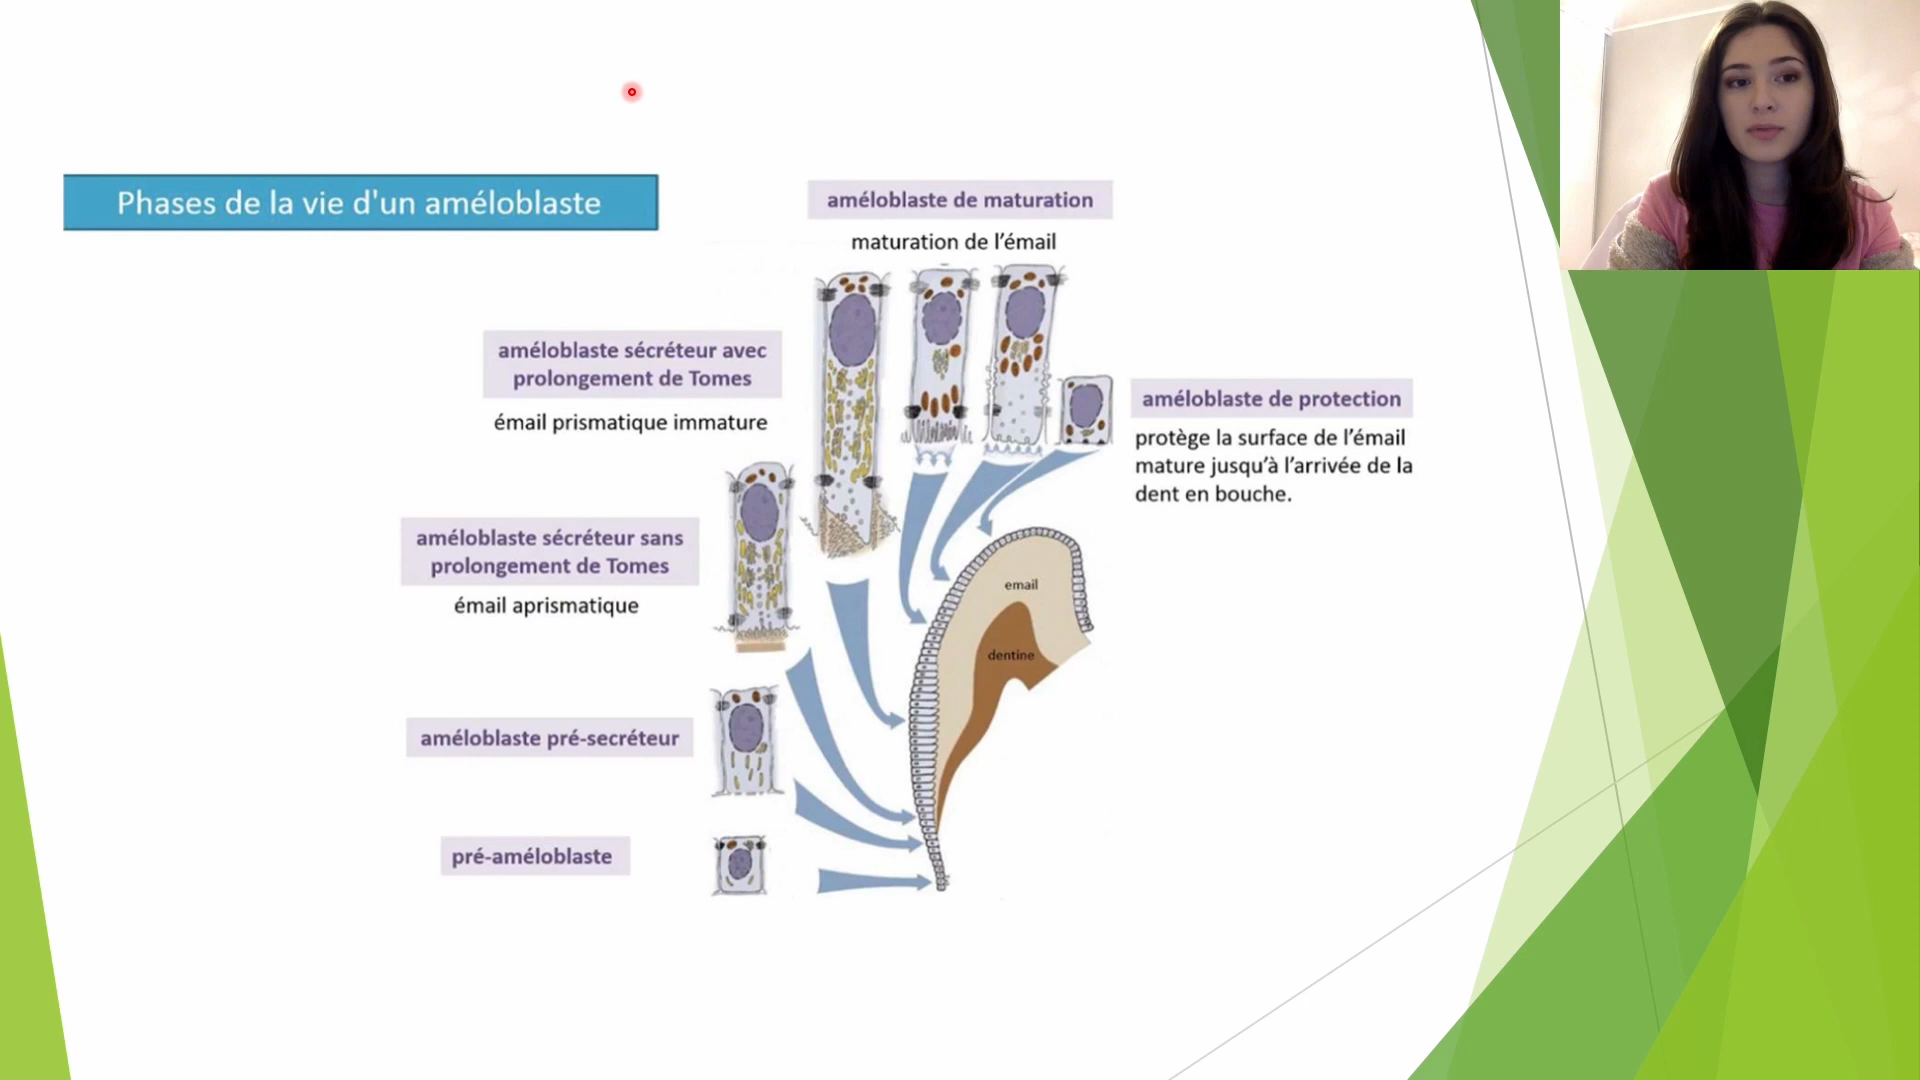 Phases de la vie d'un améloblaste
améloblaste de maturation
maturation de l'émail
améloblaste sécréteur avec
prolongement de Tomes
émail prismatique immature
améloblaste de protection
protège la surface de l'émail
mature jusqu'à l'arrivée de la
dent en bouche.
améloblaste sécréteur sans
prolongement de Tomes
émail aprismatique
email
dentine
améloblaste pré-secréteur
pré-améloblaste